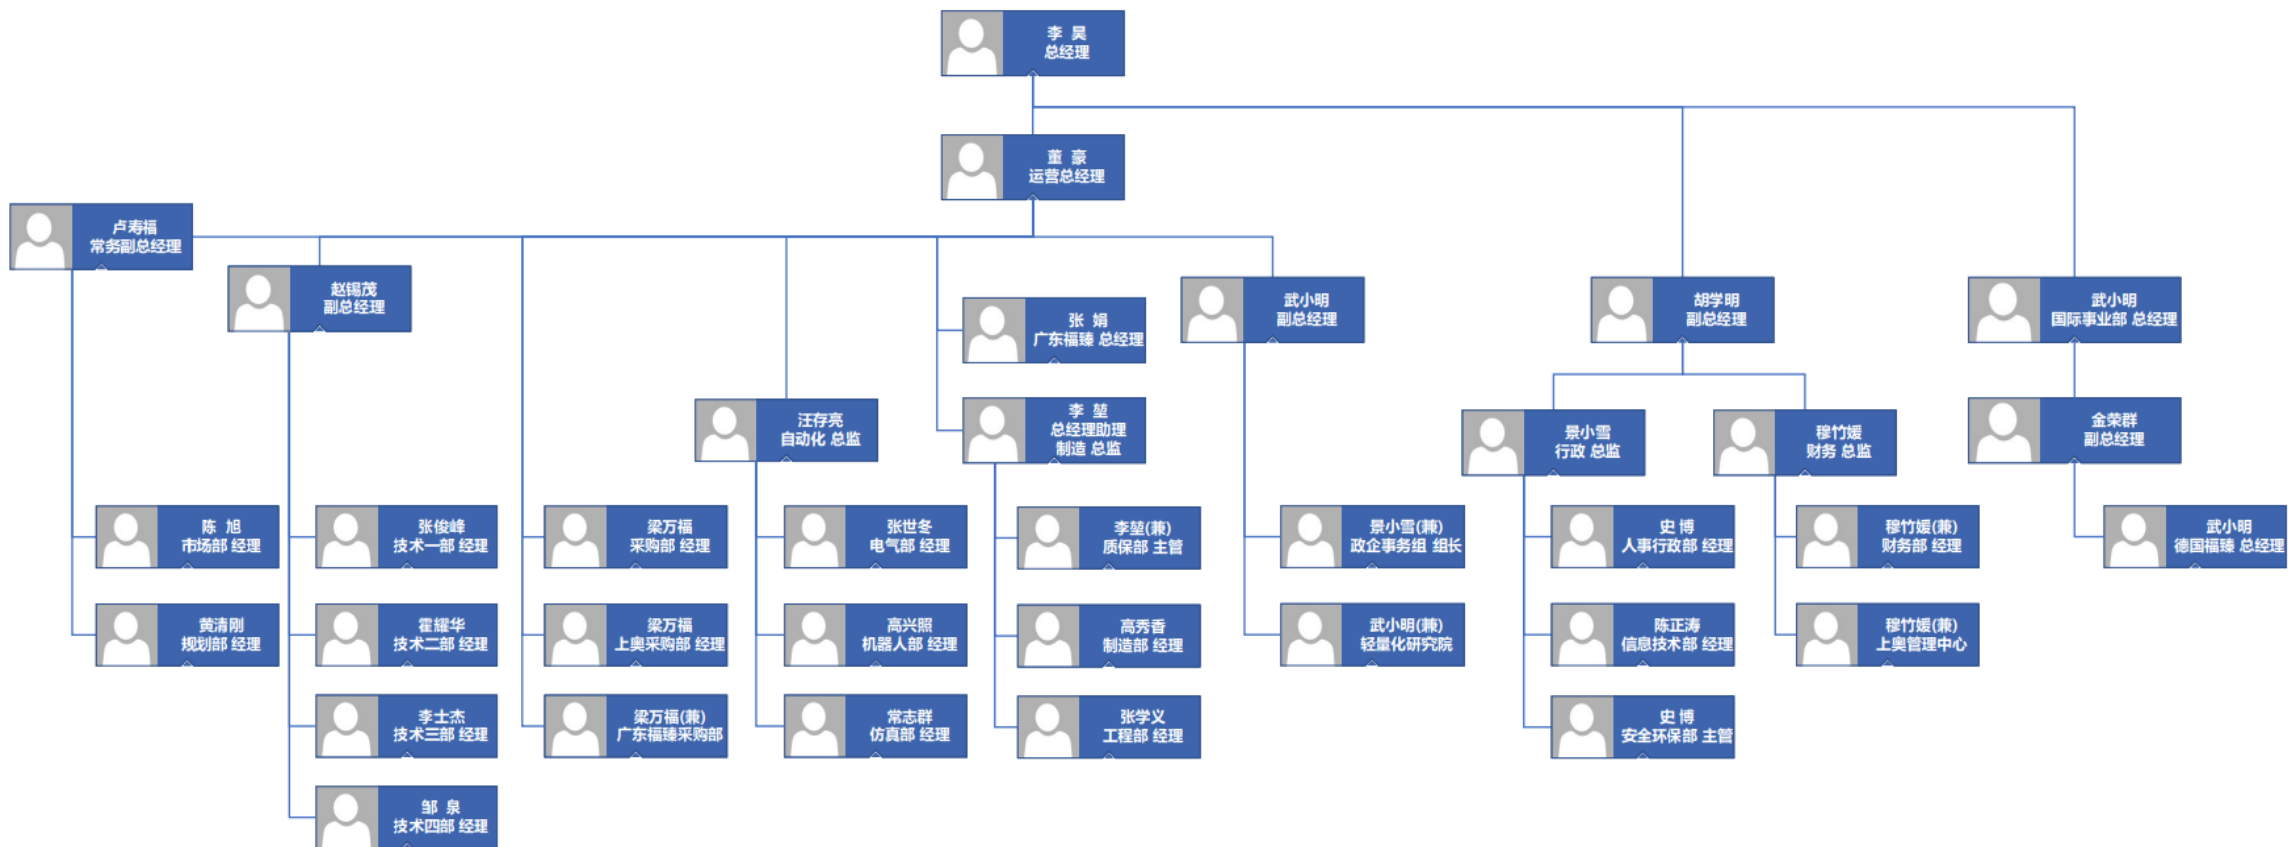 李 昊
总经理
董 豪
运营总经理
卢寿福
常务副总经理
赵锡茂
副总经理
张 娟
广东福臻 总经理
武小明
副总经理
胡学明
副总经理
武小明
国际事业部 总经理
汪存亮
自动化 总监
李 堃
总经理助理
制造 总监
景小雪
行政 总监
穆竹媛
财务 总监
金荣群
副总经理
陈 旭
市场部 经理
张俊峰
技术一部 经理
梁万福
采购部 经理
张世冬
电气部 经理
李堃(兼)
质保部 主管
景小雪(兼)
政企事务组 组长
史 博
人事行政部 经理
穆竹媛(兼)
财务部 经理
武小明
德国福臻 总经理
黄清刚
规划部 经理
霍耀华
技术二部 经理
梁万福
上奥采购部 经理
高兴照
机器人部 经理
高秀香
制造部 经理
武小明(兼)
轻量化研究院
陈正涛
信息技术部 经理
穆竹媛(兼)
上奥管理中心
李士杰
技术三部 经理
梁万福(兼)
广东福臻采购部
常志群
仿真部 经理
张学义
工程部 经理
史 博
安全环保部 主管
邹 泉
技术四部 经理